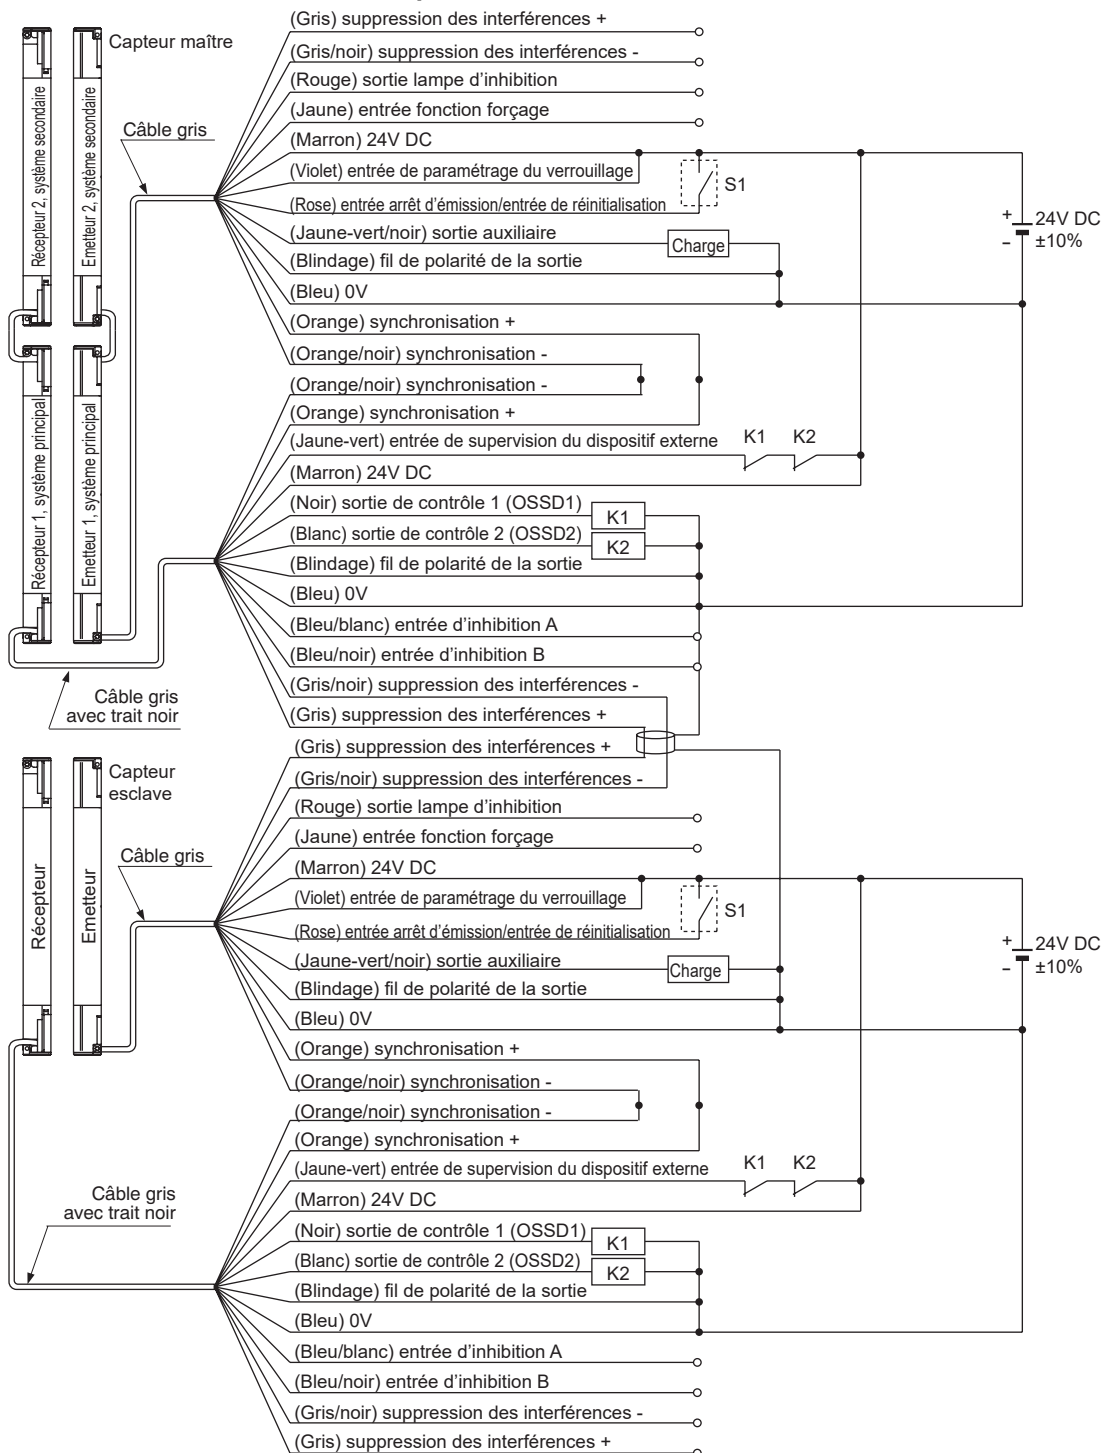 (Gris) suppression des interférences +
Capteur maître
(Gris/noir) suppression des interférences -
(Rouge) sortie lampe d'inhibition
(Jaune) entrée fonction forçage
Câble gris
(Marron) 24V DC
(Violet) entrée de paramétrage du verrouillage
S1
(Rose) entrée arrêt d'émission/entrée de réinitialisation
(Jaune-vert/noir) sortie auxiliaire
Charge
(Blindage) fil de polarité de la sortie
(Bleu) 0V
+
-
24V DC
±10%
Récepteur 2, système secondaire
Emetteur 2, système secondaire
(Orange) synchronisation +
(Orange/noir) synchronisation -
(Orange/noir) synchronisation -
(Orange) synchronisation +
(Jaune-vert) entrée de supervision du dispositif externe
K1
K2
(Marron) 24V DC
(Noir) sortie de contrôle 1 (OSSD1)
K1
(Blanc) sortie de contrôle 2 (OSSD2)
K2
(Blindage) fil de polarité de la sortie
(Bleu) 0V
Récepteur 1, système principal
Emetteur 1, système principal
(Bleu/blanc) entrée d'inhibition A
(Bleu/noir) entrée d'inhibition B
(Gris/noir) suppression des interférences -
(Gris) suppression des interférences +
Câble gris
avec trait noir
(Gris) suppression des interférences +
(Gris/noir) suppression des interférences -
Capteur
esclave
(Rouge) sortie lampe d'inhibition
(Jaune) entrée fonction forçage
Câble gris
(Marron) 24V DC
(Violet) entrée de paramétrage du verrouillage
S1
(Rose) entrée arrêt d'émission/entrée de réinitialisation
(Jaune-vert/noir) sortie auxiliaire
Charge
(Blindage) fil de polarité de la sortie
(Bleu) 0V
+
-
24V DC
±10%
Récepteur
Emetteur
(Orange) synchronisation +
(Orange/noir) synchronisation -
(Orange/noir) synchronisation -
(Orange) synchronisation +
(Jaune-vert) entrée de supervision du dispositif externe
K1
K2
(Marron) 24V DC
Câble gris
avec trait noir
(Noir) sortie de contrôle 1 (OSSD1)
K1
(Blanc) sortie de contrôle 2 (OSSD2)
K2
(Blindage) fil de polarité de la sortie
(Bleu) 0V
(Bleu/blanc) entrée d'inhibition A
(Bleu/noir) entrée d'inhibition B
(Gris/noir) suppression des interférences -
(Gris) suppression des interférences +